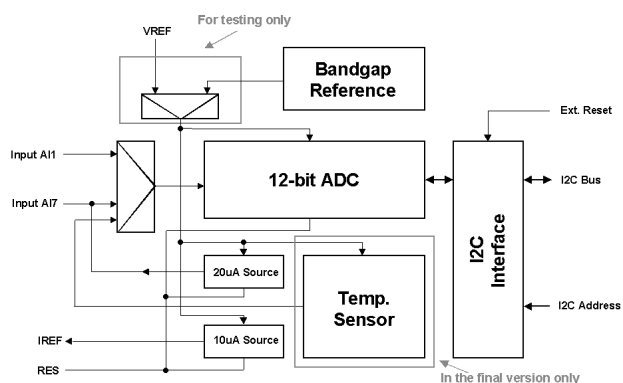 For testing only
VREF
Bandgap
Reference
Ext. Reset
Input AI1
12-bit ADC
I2C Bus
Input AI7
I2C
Interface
20uA Source
Temp.
Sensor
I2C Address
IREF
10uA Source
RES
In the final version only